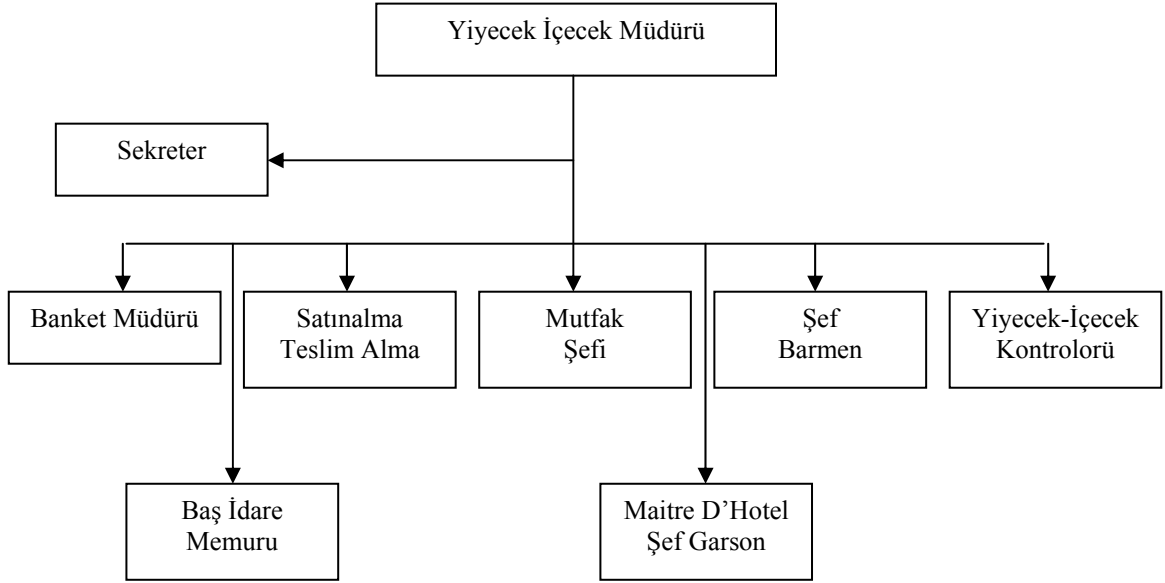 Yiyecek İçecek Müdürü
Sekreter
Banket Müdürü
Satınalma
Teslim Alma
Mutfak
Şefi
Şef
Barmen
Yiyecek-İçecek
Kontrolorü
Baş İdare
Memuru
Maitre D’Hotel
Şef Garson